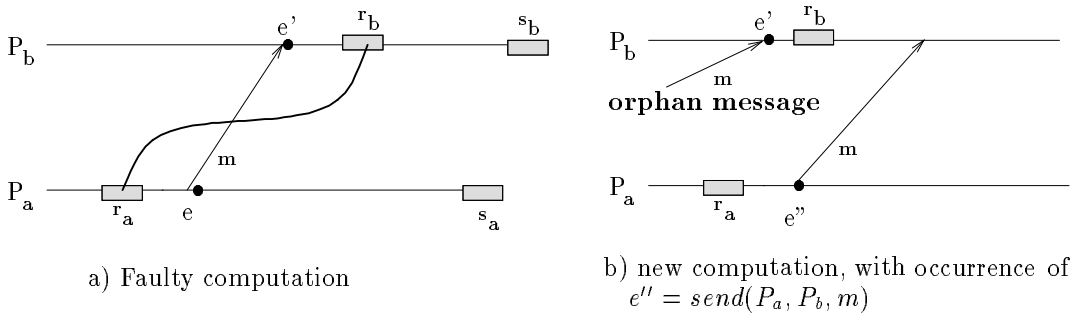 e' r_b s_b
P_b
m
P_a
r_a e s_a
a) Faulty computation
e' r_b
P_b
m
orphan message
m
P_a
r_a e"
b) new computation, with occurrence of
e'' = send(P_a, P_b, m)